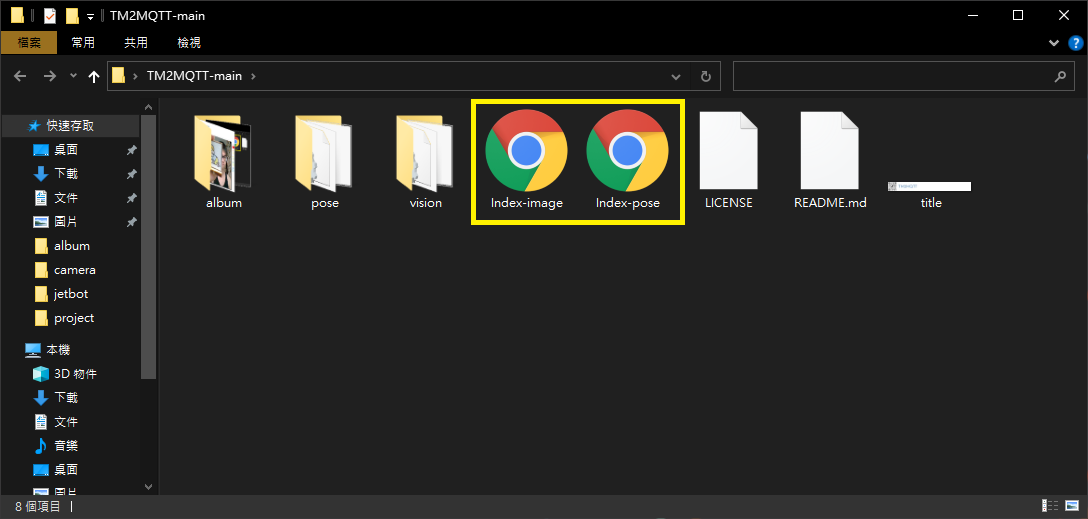 TM2MQTT-main
檔案 常用 共用 檢視
TM2MQTT-main
快速存取
桌面
下載
文件
圖片
album
camera
jetbot
project
本機
3D 物件
下載
文件
音樂
桌面
圖片
album
pose
vision
Index-image
Index-pose
LICENSE
README.md
title
8 個項目